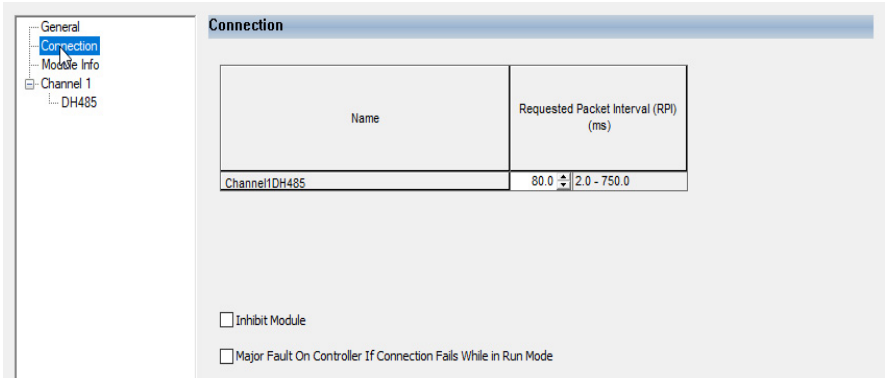 General
Connection
Module Info
Channel 1
DH485
Connection
Name
Requested Packet Interval (RPI)
(ms)
Channel1DH485
80.0 2.0 - 750.0
Inhibit Module
Major Fault On Controller If Connection Fails While in Run Mode